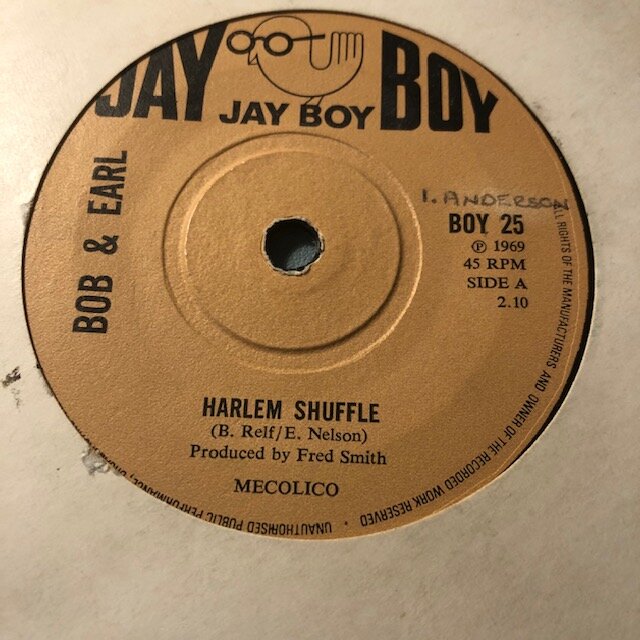 JAY BOY
JAY BOY
BOB & EARL
I. ANDERSON
BOY 25
℗ 1969
45 RPM
SIDE A
2.10
HARLEM SHUFFLE
(B. Relf/E. Nelson)
Produced by Fred Smith
MECOLICO
ALL RIGHTS OF THE MANUFACTURERS AND OWNER OF THE RECORDED WORK RESERVED · UNAUTHORISED PUBLIC PERFORMANCE,